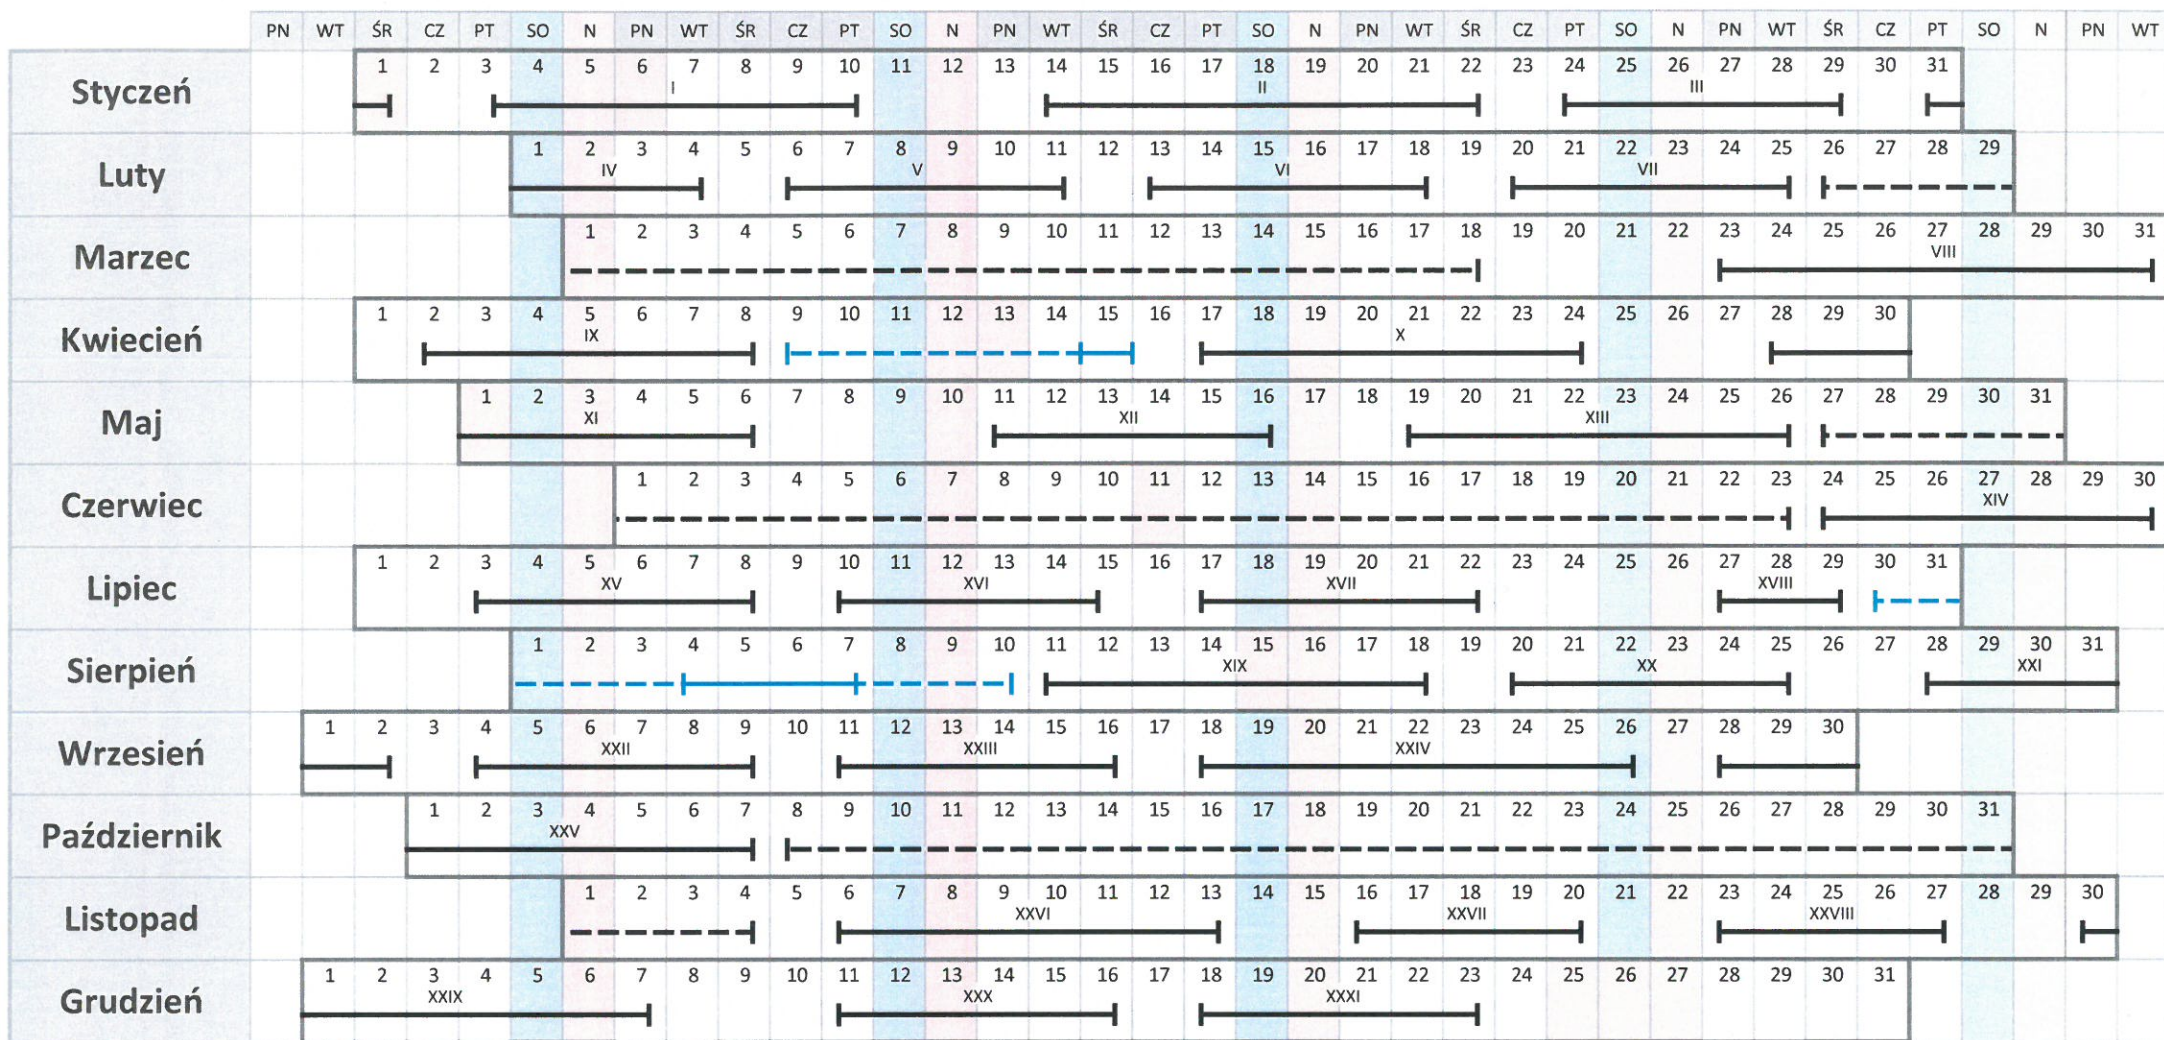 PN WT ŚR CZ PT SO N PN WT ŚR CZ PT SO N PN WT ŚR CZ PT SO N PN WT ŚR CZ PT SO N PN WT ŚR CZ PT SO N PN WT
Styczeń 1 2 3 4 5 6 7 8 9 10 11 12 13 14 15 16 17 18 19 20 21 22 23 24 25 26 27 28 29 30 31
I II III
Luty 1 2 3 4 5 6 7 8 9 10 11 12 13 14 15 16 17 18 19 20 21 22 23 24 25 26 27 28 29
IV V VI VII
Marzec 1 2 3 4 5 6 7 8 9 10 11 12 13 14 15 16 17 18 19 20 21 22 23 24 25 26 27 28 29 30 31
VIII
Kwiecień 1 2 3 4 5 6 7 8 9 10 11 12 13 14 15 16 17 18 19 20 21 22 23 24 25 26 27 28 29 30
IX X
Maj 1 2 3 4 5 6 7 8 9 10 11 12 13 14 15 16 17 18 19 20 21 22 23 24 25 26 27 28 29 30 31
XI XII XIII
Czerwiec 1 2 3 4 5 6 7 8 9 10 11 12 13 14 15 16 17 18 19 20 21 22 23 24 25 26 27 28 29 30
XIV
Lipiec 1 2 3 4 5 6 7 8 9 10 11 12 13 14 15 16 17 18 19 20 21 22 23 24 25 26 27 28 29 30 31
XV XVI XVII XVIII
Sierpień 1 2 3 4 5 6 7 8 9 10 11 12 13 14 15 16 17 18 19 20 21 22 23 24 25 26 27 28 29 30 31
XIX XX XXI
Wrzesień 1 2 3 4 5 6 7 8 9 10 11 12 13 14 15 16 17 18 19 20 21 22 23 24 25 26 27 28 29 30
XXII XXIII XXIV
Październik 1 2 3 4 5 6 7 8 9 10 11 12 13 14 15 16 17 18 19 20 21 22 23 24 25 26 27 28 29 30 31
XXV
Listopad 1 2 3 4 5 6 7 8 9 10 11 12 13 14 15 16 17 18 19 20 21 22 23 24 25 26 27 28 29 30
XXVI XXVII XXVIII
Grudzień 1 2 3 4 5 6 7 8 9 10 11 12 13 14 15 16 17 18 19 20 21 22 23 24 25 26 27 28 29 30 31
XXIX XXX XXXI